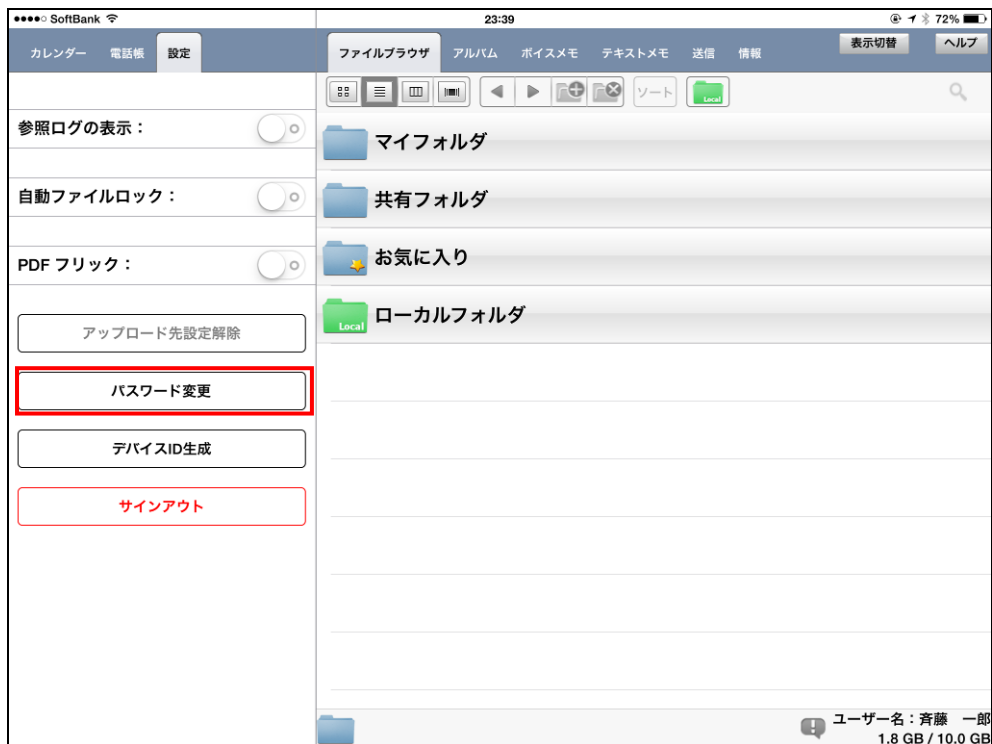 ●●●●○ SoftBank
23:39
72%
カレンダー 電話帳 設定
ファイルブラウザ アルバム ボイスメモ テキストメモ 送信 情報
表示切替 ヘルプ
ソート
Local
参照ログの表示：
自動ファイルロック：
PDF フリック：
アップロード先設定解除
パスワード変更
デバイスID生成
サインアウト
マイフォルダ
共有フォルダ
お気に入り
Local ローカルフォルダ
ユーザー名：斉藤　一郎
1.8 GB / 10.0 GB